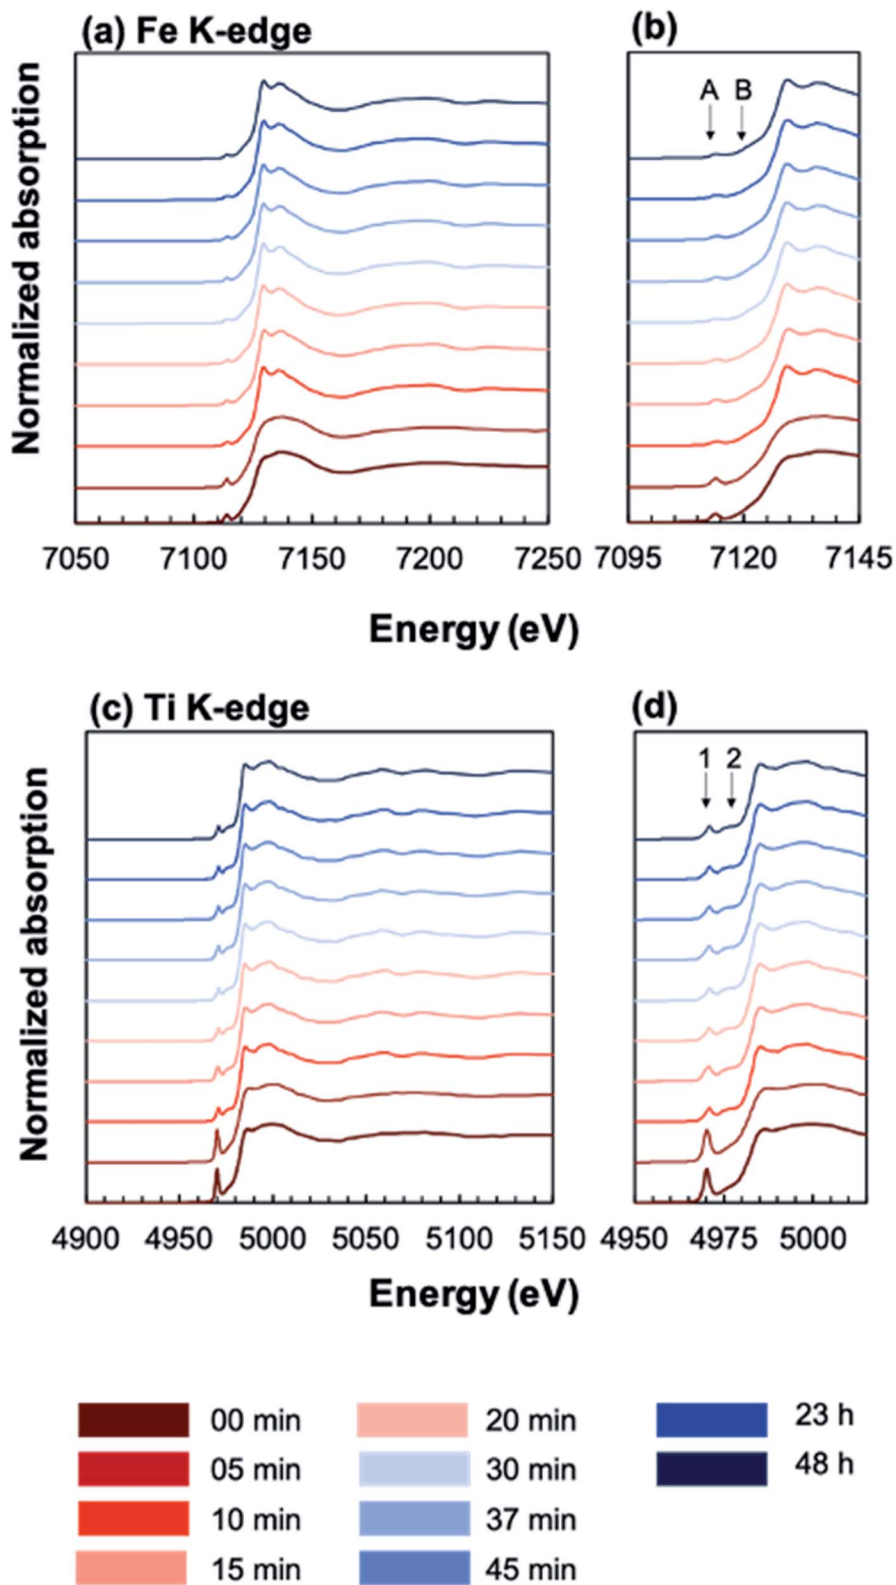 (a) Fe K-edge
(b)
A B
Normalized absorption
7050 7100 7150 7200 7250 7095 7120 7145
Energy (eV)
(c) Ti K-edge
(d)
1 2
Normalized absorption
4900 4950 5000 5050 5100 5150 4950 4975 5000
Energy (eV)
00 min 20 min 23 h
05 min 30 min 48 h
10 min 37 min
15 min 45 min